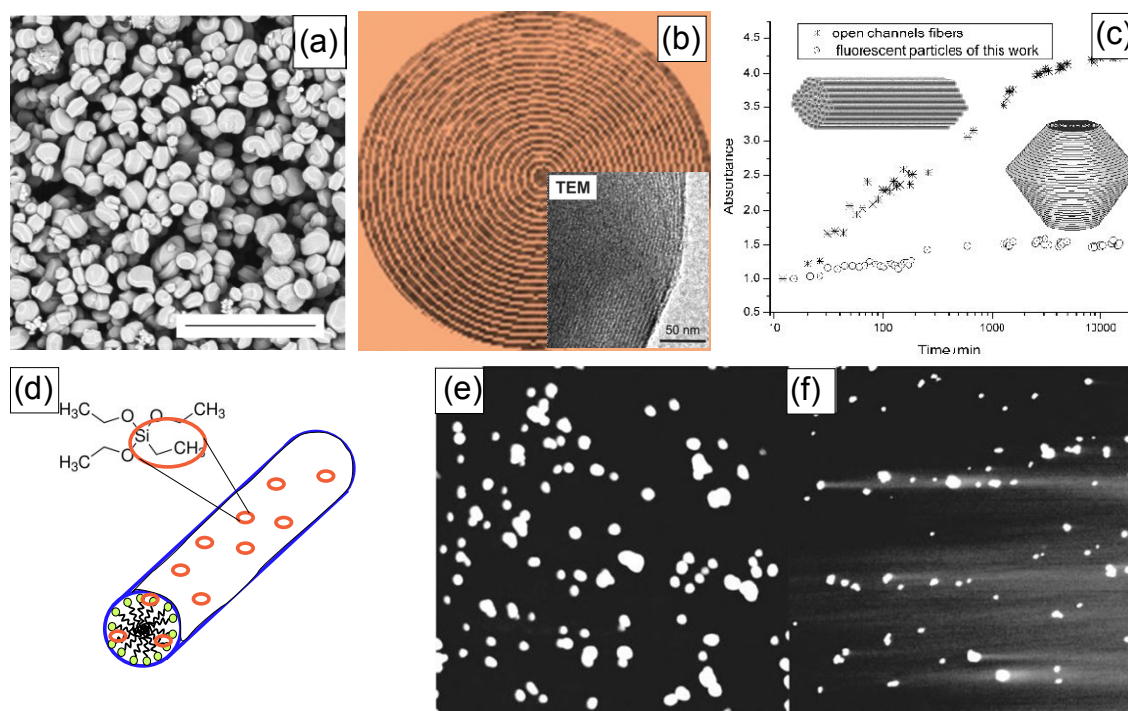 (a)
(b)
TEM
50 nm
(c)
* open channels fibers
○ fluorescent particles of this work
Absorbance
4.5
4.0
3.5
3.0
2.5
2.0
1.5
1.0
0.5
10
100
1000
10000
Time, min
(d)
H₃C
O
O
CH₃
Si
H₃C
O
CH₃
(e)
(f)